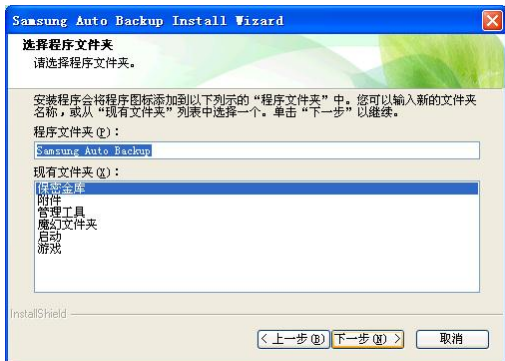 Samsung Auto Backup Install Wizard
选择程序文件夹
请选择程序文件夹。
安装程序会将程序图标添加到以下列示的“程序文件夹”中。您可以输入新的文件夹
名称，或从“现有文件夹”列表中选择一个。单击“下一步”以继续。
程序文件夹(P)：
Samsung Auto Backup
现有文件夹(X)：
保密金库
附件
管理工具
魔幻文件夹
启动
游戏
InstallShield
< 上一步(B) 下一步(N) > 取消